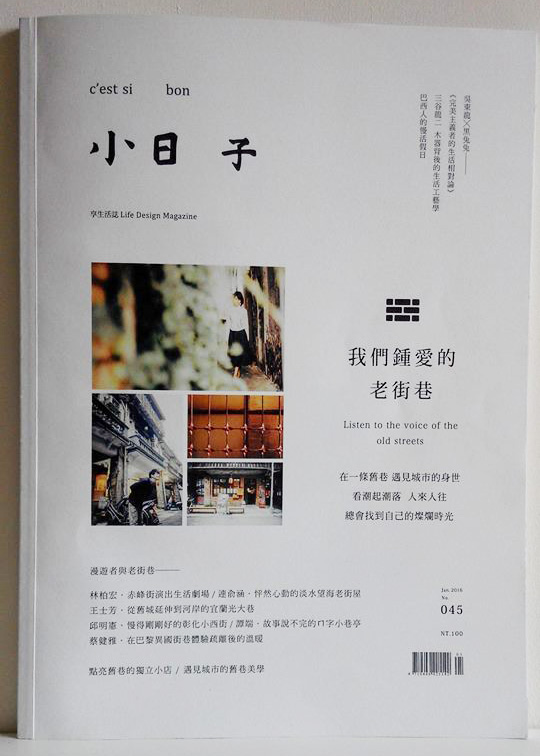 c'est si bon
小日子
享生活誌 Life Design Magazine
吳東龍╳黑兔兔——
《完美主義者的生活相對論》
三谷龍二 木器背後的生活工藝學
巴西人的慢活假日
我們鍾愛的
老街巷
Listen to the voice of the
old streets
在一條舊巷 遇見城市的身世
看潮起潮落 人來人往
總會找到自己的燦爛時光
漫遊者與老街巷——
林柏宏・赤峰街演出生活劇場 / 連俞涵・怦然心動的淡水望海老街屋
王士芳・從舊城延伸到河岸的宜蘭光大巷
邱明憲・慢得剛剛好的彰化小西街 / 譚端・故事說不完的ㄇ字小巷亭
蔡健雅・在巴黎異國街巷體驗疏離後的溫暖
點亮舊巷的獨立小店 / 遇見城市的舊巷美學
Jan 2016
No.
045
NT.100